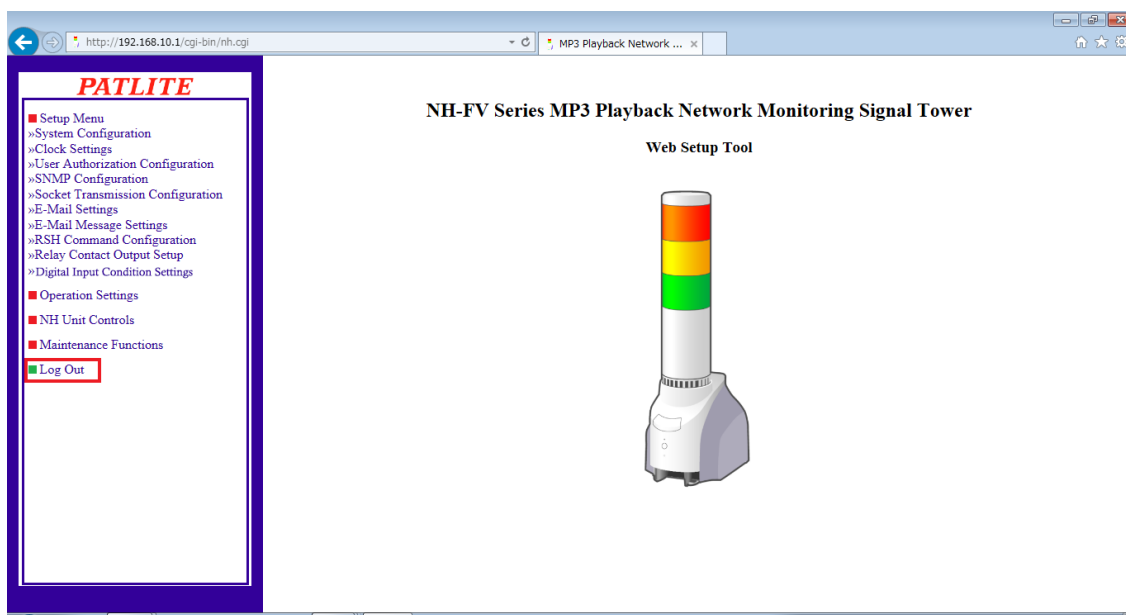 http://192.168.10.1/cgi-bin/nh.cgi
MP3 Playback Network ...
PATLITE
Setup Menu
»System Configuration
»Clock Settings
»User Authorization Configuration
»SNMP Configuration
»Socket Transmission Configuration
»E-Mail Settings
»E-Mail Message Settings
»RSH Command Configuration
»Relay Contact Output Setup
»Digital Input Condition Settings
Operation Settings
NH Unit Controls
Maintenance Functions
Log Out
NH-FV Series MP3 Playback Network Monitoring Signal Tower
Web Setup Tool